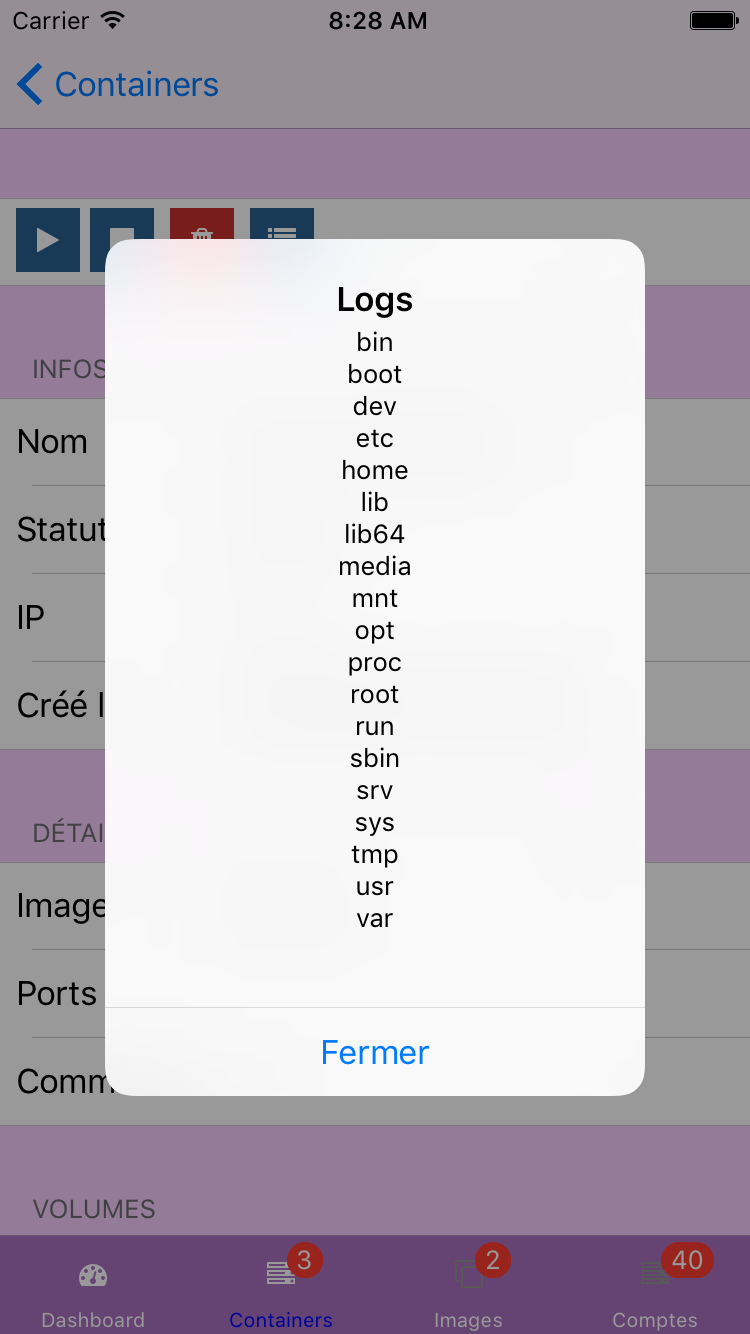 Carrier 8:28 AM
Containers
Logs
bin
boot
dev
etc
home
lib
lib64
media
mnt
opt
proc
root
run
sbin
srv
sys
tmp
usr
var
Fermer
INFOS
Nom
Statut
IP
Créé l
DÉTAI
Image
Ports
Comm
VOLUMES
3 2 40
Dashboard Containers Images Comptes